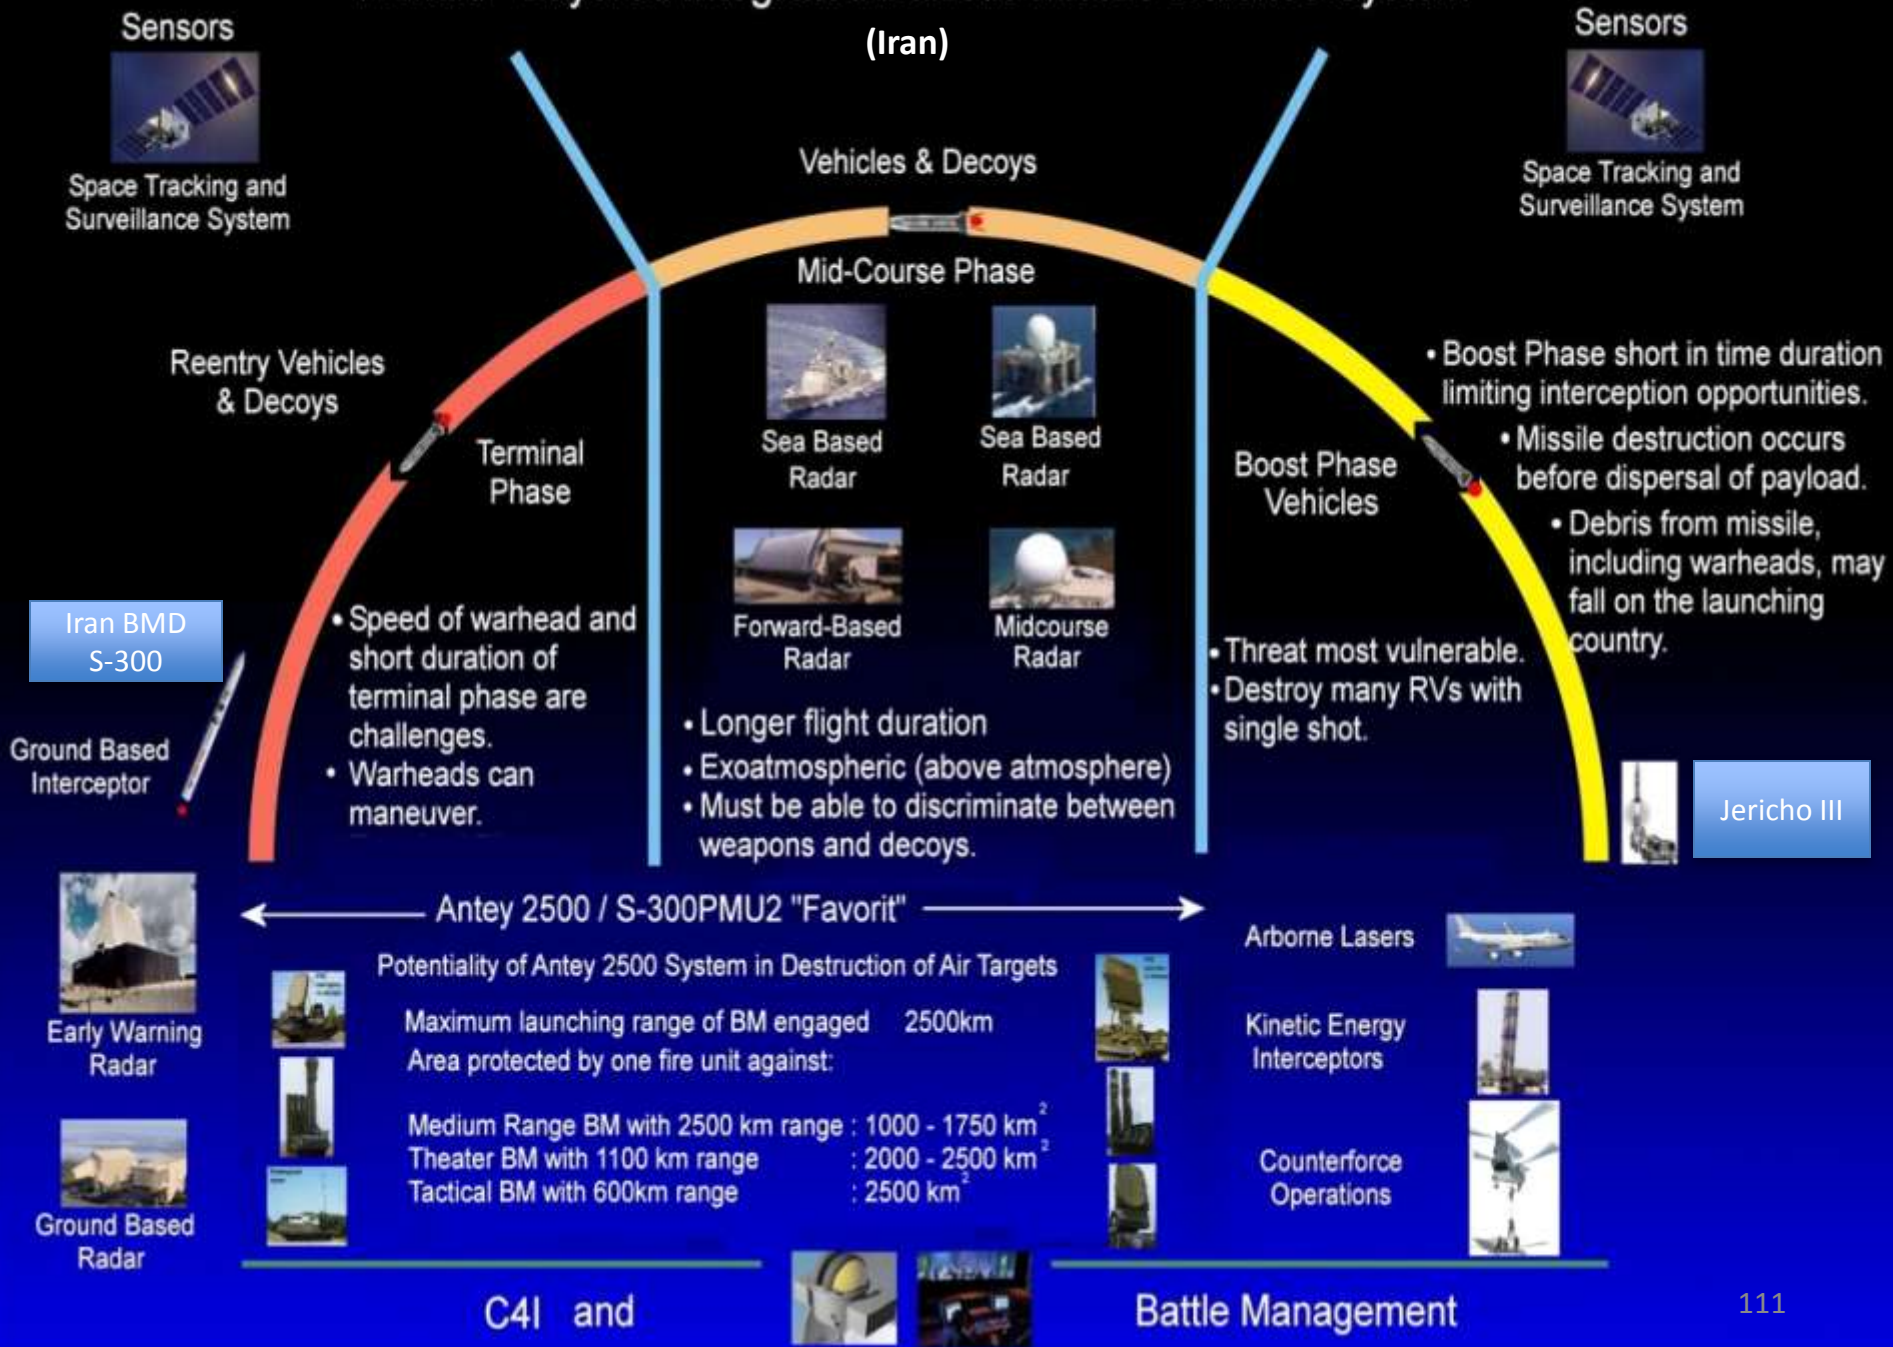 (Iran)
Sensors
Space Tracking and
Surveillance System
Sensors
Space Tracking and
Surveillance System
Vehicles & Decoys
Mid-Course Phase
Sea Based
Radar
Sea Based
Radar
Forward-Based
Radar
Midcourse
Radar
• Longer flight duration
• Exoatmospheric (above atmosphere)
• Must be able to discriminate between
weapons and decoys.
Reentry Vehicles
& Decoys
Terminal
Phase
• Speed of warhead and
short duration of
terminal phase are
challenges.
• Warheads can
maneuver.
Boost Phase
Vehicles
• Threat most vulnerable.
• Destroy many RVs with
single shot.
• Boost Phase short in time duration
limiting interception opportunities.
• Missile destruction occurs
before dispersal of payload.
• Debris from missile,
including warheads, may
fall on the launching
country.
Iran BMD
S-300
Ground Based
Interceptor
Jericho III
Early Warning
Radar
Ground Based
Radar
Antey 2500 / S-300PMU2 "Favorit"
Potentiality of Antey 2500 System in Destruction of Air Targets
Maximum launching range of BM engaged 2500km
Area protected by one fire unit against:
Medium Range BM with 2500 km range : 1000 - 1750 km²
Theater BM with 1100 km range : 2000 - 2500 km²
Tactical BM with 600km range : 2500 km²
Arborne Lasers
Kinetic Energy
Interceptors
Counterforce
Operations
C4I and
Battle Management
111